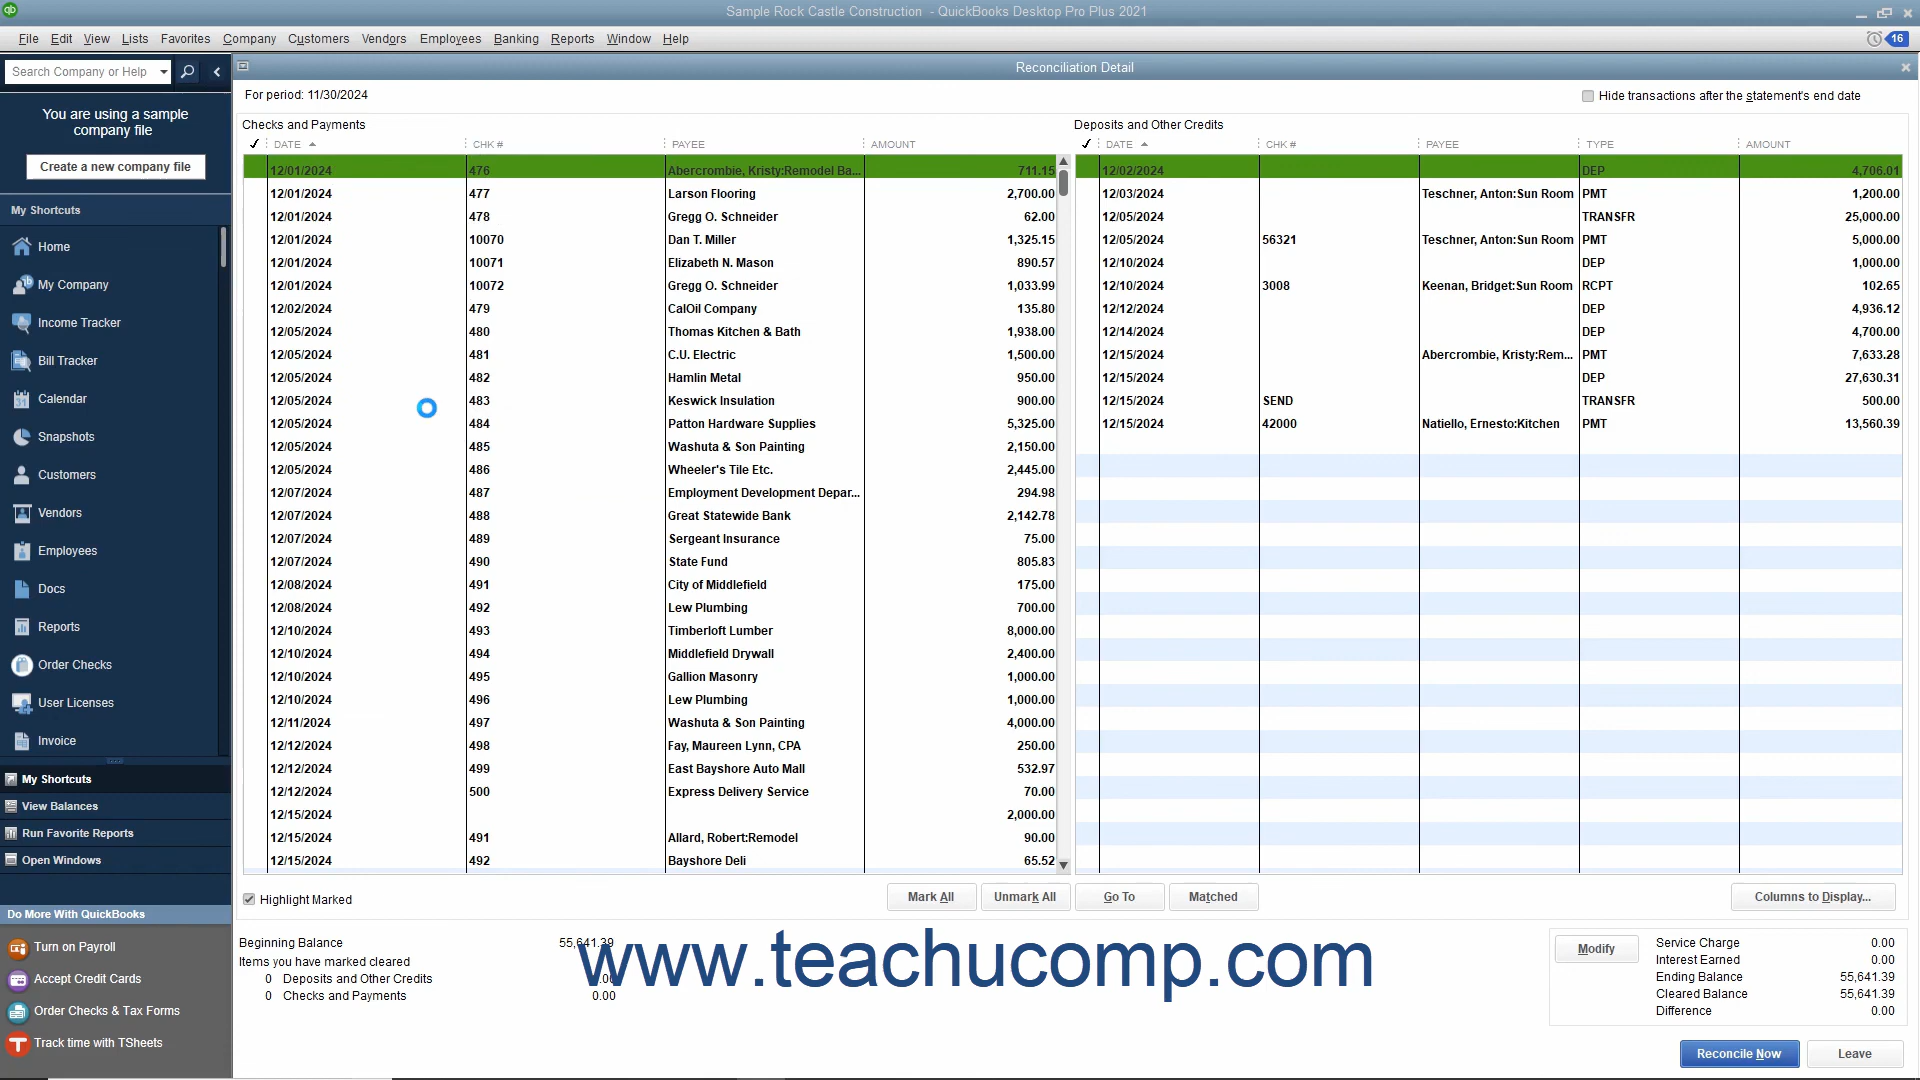 Sample Rock Castle Construction - QuickBooks Desktop Pro Plus 2021
File Edit View Lists Favorites Company Customers Vendors Employees Banking Reports Window Help
16
Search Company or Help
Reconciliation Detail
You are using a sample
company file
Create a new company file
My Shortcuts
Home
My Company
Income Tracker
Bill Tracker
Calendar
Snapshots
Customers
Vendors
Employees
Docs
Reports
Order Checks
User Licenses
Invoice
My Shortcuts
View Balances
Run Favorite Reports
Open Windows
Do More With QuickBooks
Turn on Payroll
Accept Credit Cards
Order Checks & Tax Forms
Track time with TSheets
For period: 11/30/2024
Hide transactions after the statement's end date
Checks and Payments
✓ DATE CHK # PAYEE AMOUNT
12/01/2024 476 Abercrombie, Kristy:Remodel Ba... 711.15
12/01/2024 477 Larson Flooring 2,700.00
12/01/2024 478 Gregg O. Schneider 62.00
12/01/2024 10070 Dan T. Miller 1,325.15
12/01/2024 10071 Elizabeth N. Mason 890.57
12/01/2024 10072 Gregg O. Schneider 1,033.99
12/02/2024 479 CalOil Company 135.80
12/05/2024 480 Thomas Kitchen & Bath 1,938.00
12/05/2024 481 C.U. Electric 1,500.00
12/05/2024 482 Hamlin Metal 950.00
12/05/2024 483 Keswick Insulation 900.00
12/05/2024 484 Patton Hardware Supplies 5,325.00
12/05/2024 485 Washuta & Son Painting 2,150.00
12/05/2024 486 Wheeler's Tile Etc. 2,445.00
12/07/2024 487 Employment Development Depar... 294.98
12/07/2024 488 Great Statewide Bank 2,142.78
12/07/2024 489 Sergeant Insurance 75.00
12/07/2024 490 State Fund 805.83
12/08/2024 491 City of Middlefield 175.00
12/08/2024 492 Lew Plumbing 700.00
12/10/2024 493 Timberloft Lumber 8,000.00
12/10/2024 494 Middlefield Drywall 2,400.00
12/10/2024 495 Gallion Masonry 1,000.00
12/10/2024 496 Lew Plumbing 1,000.00
12/11/2024 497 Washuta & Son Painting 4,000.00
12/12/2024 498 Fay, Maureen Lynn, CPA 250.00
12/12/2024 499 East Bayshore Auto Mall 532.97
12/12/2024 500 Express Delivery Service 70.00
12/15/2024 2,000.00
12/15/2024 491 Allard, Robert:Remodel 90.00
12/15/2024 492 Bayshore Deli 65.52
Deposits and Other Credits
✓ DATE CHK # PAYEE TYPE AMOUNT
12/02/2024 DEP 4,706.01
12/03/2024 Teschner, Anton:Sun Room PMT 1,200.00
12/05/2024 TRANSFR 25,000.00
12/05/2024 56321 Teschner, Anton:Sun Room PMT 5,000.00
12/10/2024 DEP 1,000.00
12/10/2024 3008 Keenan, Bridget:Sun Room RCPT 102.65
12/12/2024 DEP 4,936.12
12/14/2024 DEP 4,700.00
12/15/2024 Abercrombie, Kristy:Rem... PMT 7,633.28
12/15/2024 DEP 27,630.31
12/15/2024 SEND TRANSFR 500.00
12/15/2024 42000 Natiello, Ernesto:Kitchen PMT 13,560.39
Highlight Marked
Mark All Unmark All Go To Matched Columns to Display...
Beginning Balance 55,641.39
Items you have marked cleared
0 Deposits and Other Credits
0 Checks and Payments 0.00
www.teachucomp.com
Modify
Service Charge 0.00
Interest Earned 0.00
Ending Balance 55,641.39
Cleared Balance 55,641.39
Difference 0.00
Reconcile Now Leave